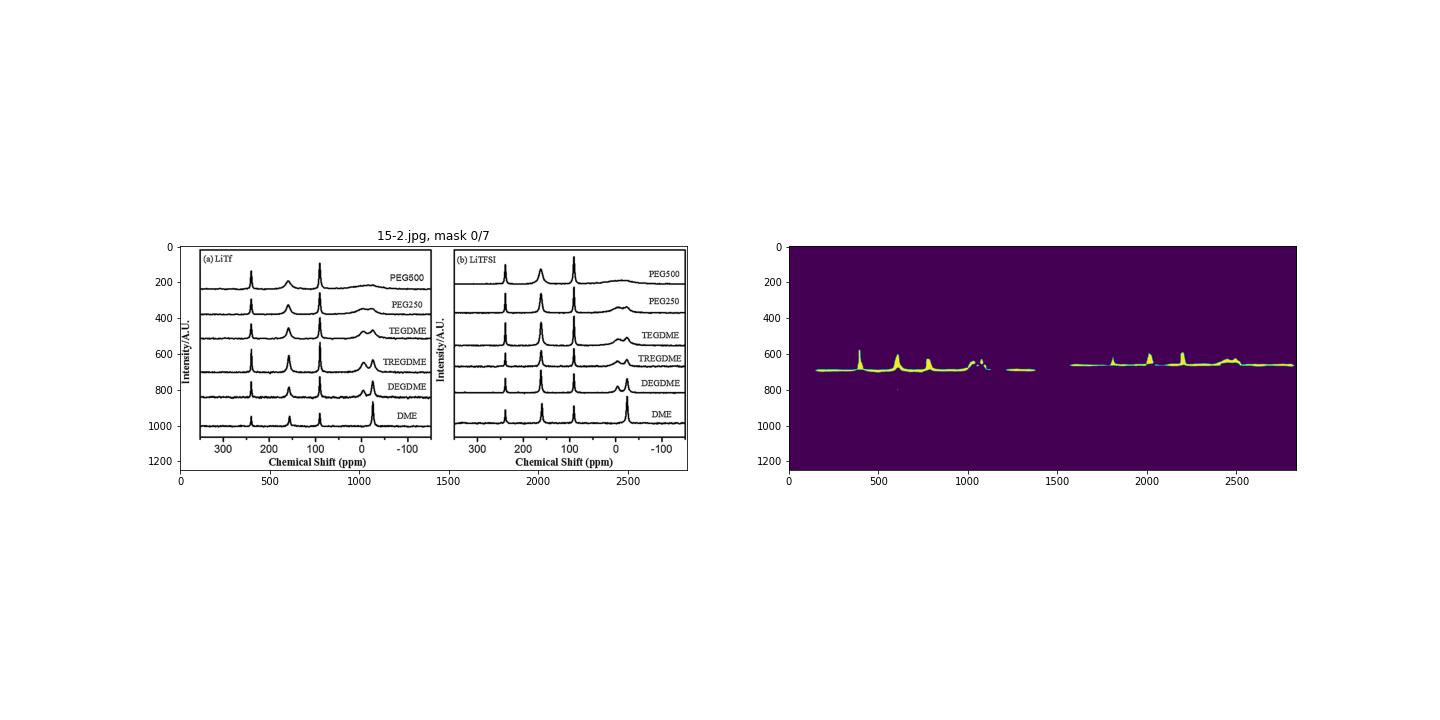 15-2.jpg, mask 0/7
0
200
400
600
800
1000
1200
Intensity/A.U.
(a) LiTf
PEG500
PEG250
TEGDME
TREGDME
DEGDME
DME
300 200 100 0 -100
Chemical Shift (ppm)
Intensity/A.U.
(b) LiTFSI
PEG500
PEG250
TEGDME
TREGDME
DEGDME
DME
300 200 100 0 -100
Chemical Shift (ppm)
0 500 1000 1500 2000 2500
0
200
400
600
800
1000
1200
0 500 1000 1500 2000 2500